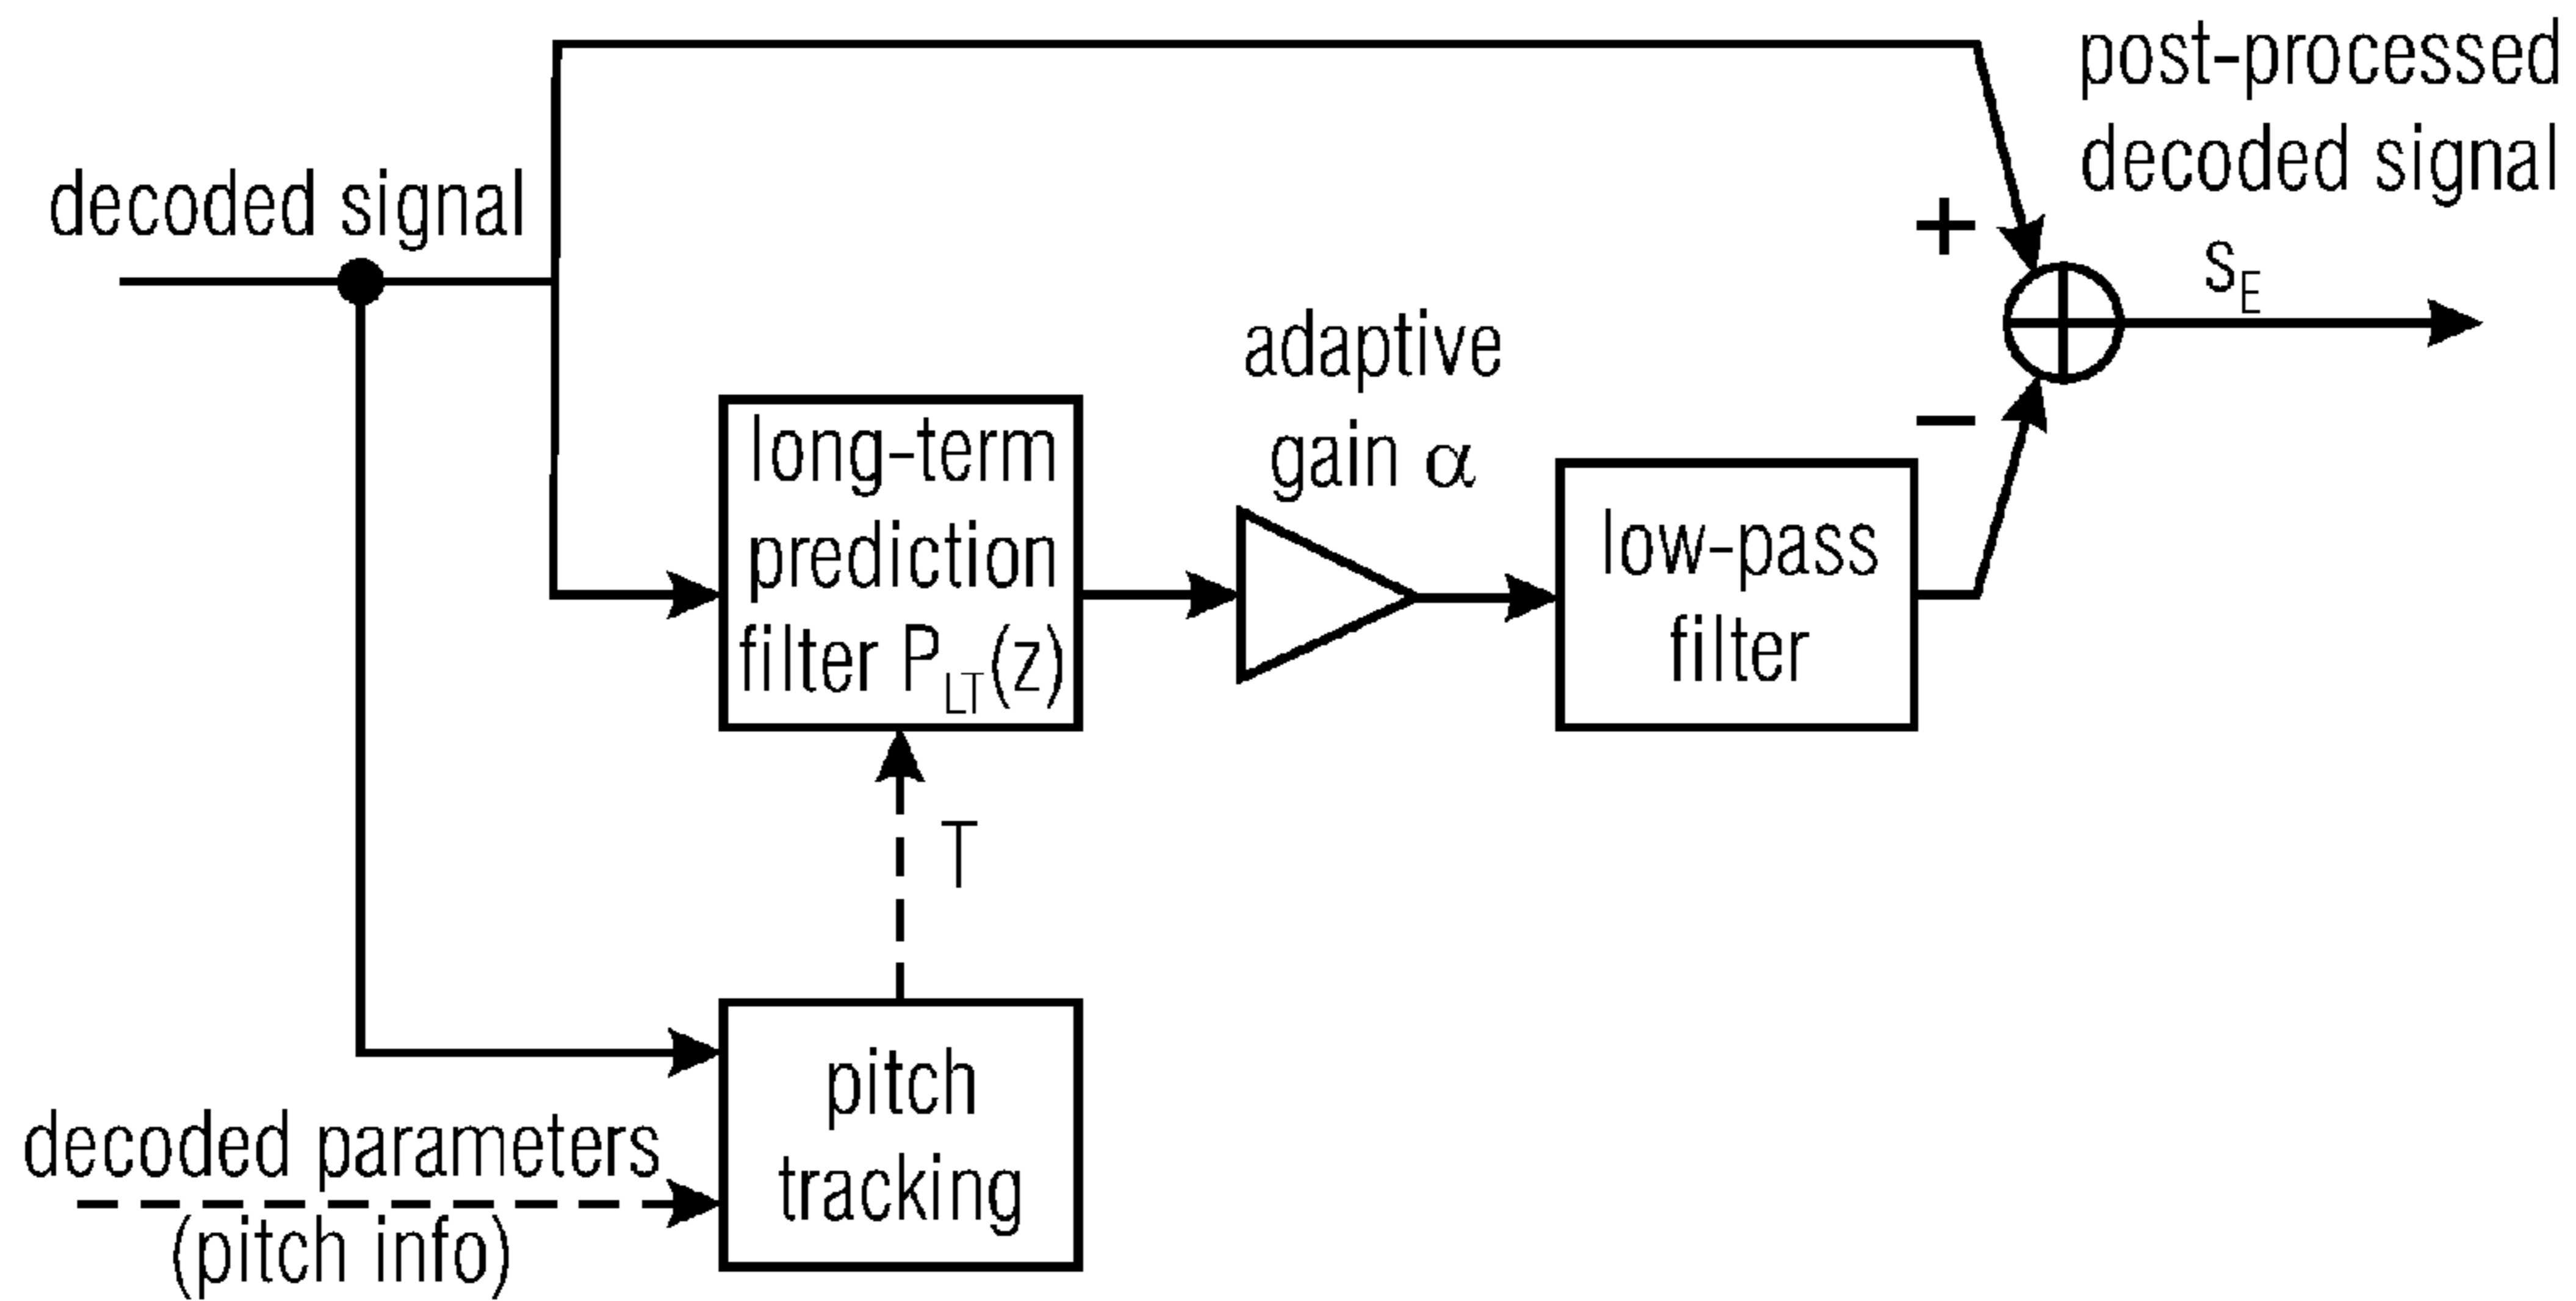 post-processed
decoded signal
decoded signal
+
s_E
adaptive
gain α
−
long-term
prediction
filter P_LT(z)
low-pass
filter
T
pitch
tracking
decoded parameters
(pitch info)